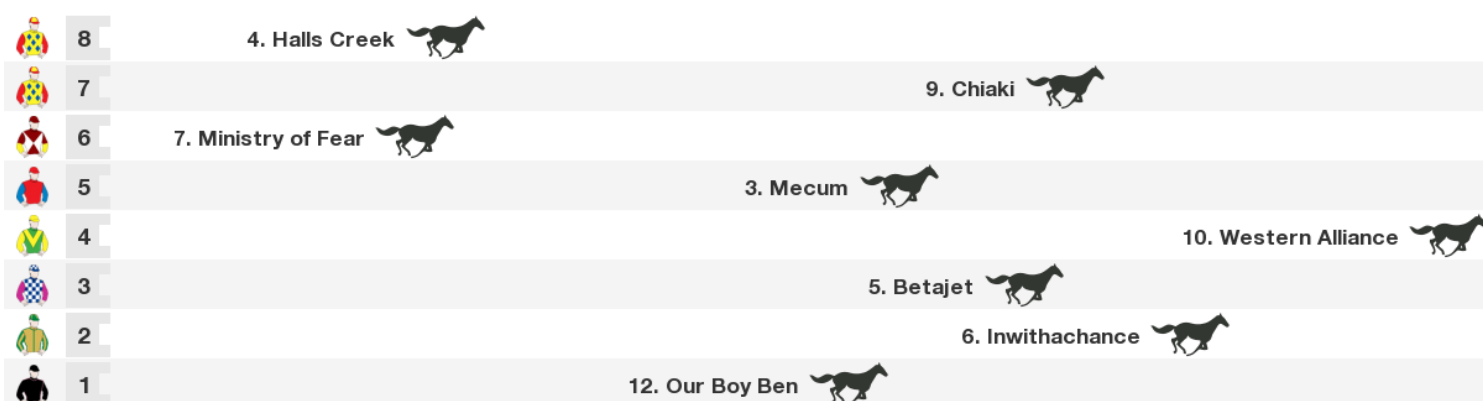 8 4. Halls Creek
7 9. Chiaki
6 7. Ministry of Fear
5 3. Mecum
4 10. Western Alliance
3 5. Betajet
2 6. Inwithachance
1 12. Our Boy Ben